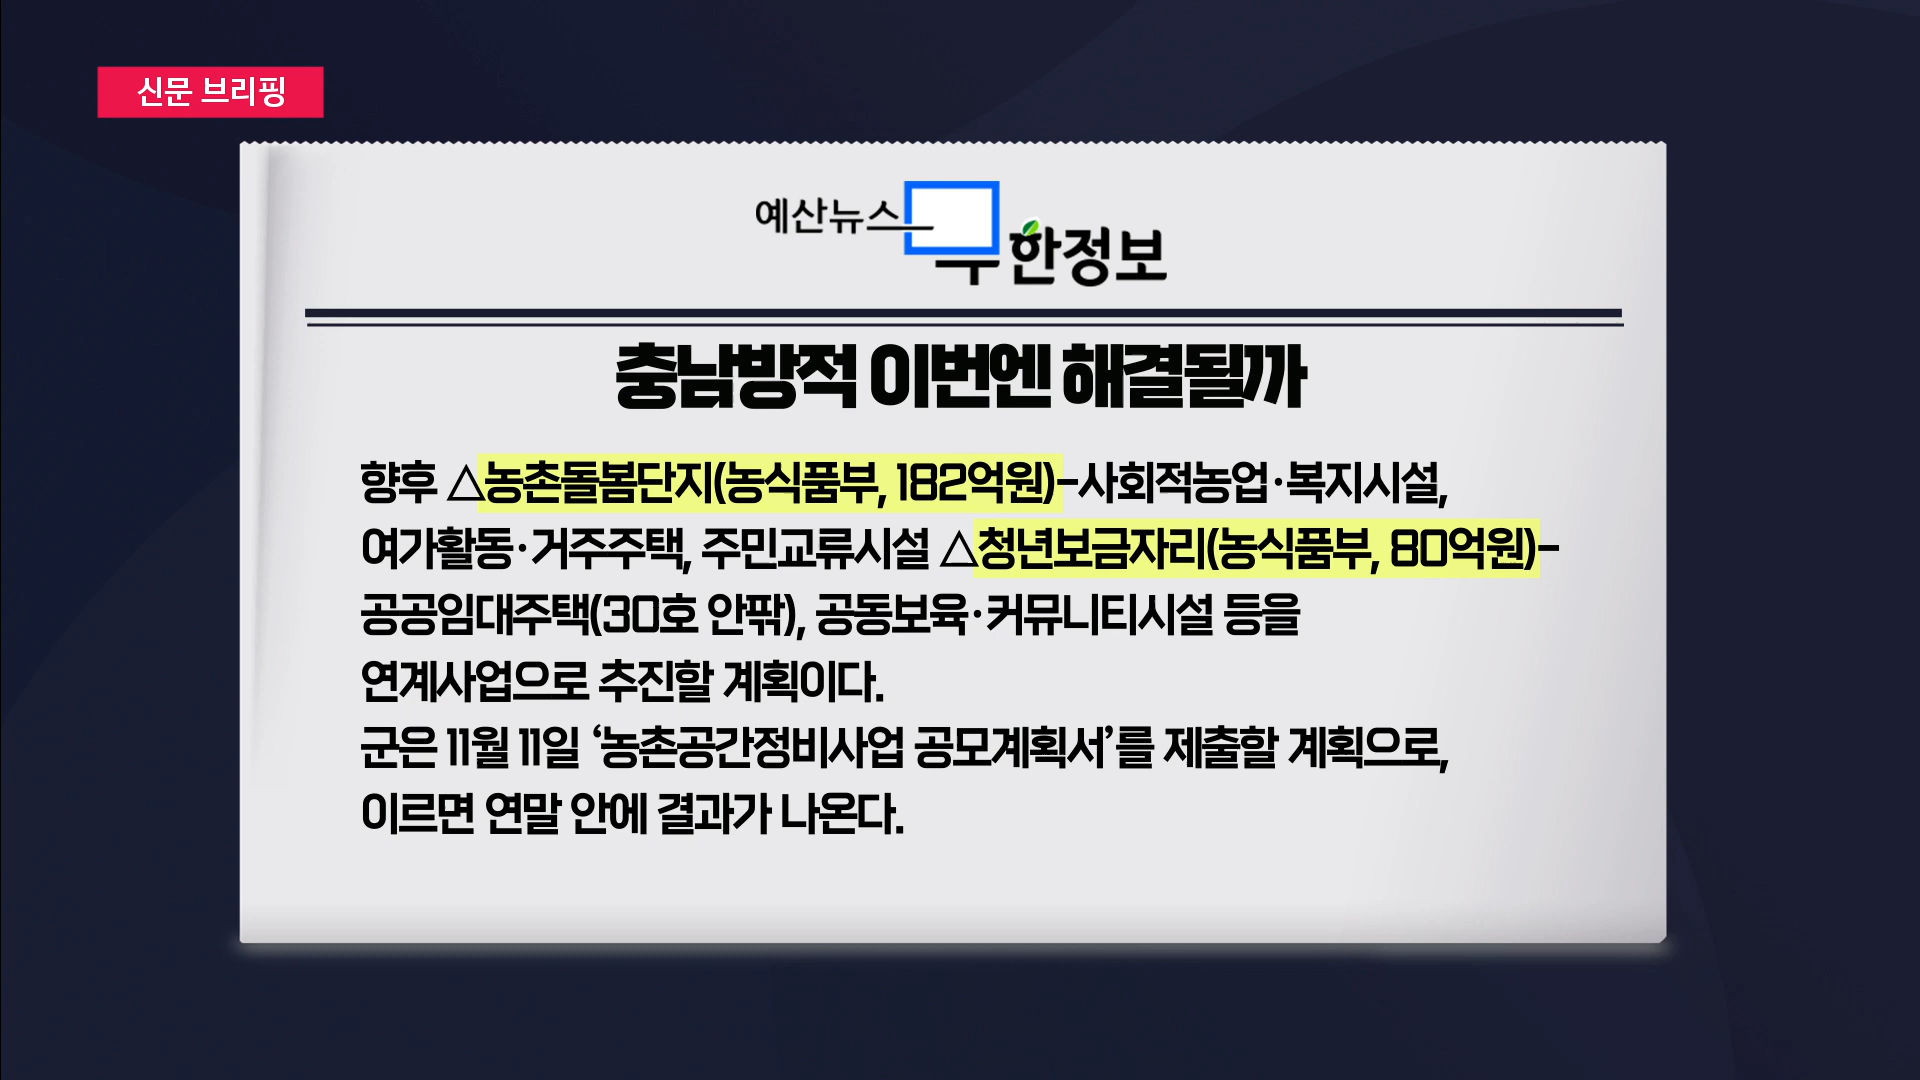 신문 브리핑
예산뉴스
무한정보
충남방적 이번엔 해결될까
향후 △농촌돌봄단지(농식품부, 182억원)-사회적농업·복지시설,
여가활동·거주주택, 주민교류시설 △청년보금자리(농식품부, 80억원)-
공공임대주택(30호 안팎), 공동보육·커뮤니티시설 등을
연계사업으로 추진할 계획이다.
군은 11월 11일 ‘농촌공간정비사업 공모계획서’를 제출할 계획으로,
이르면 연말 안에 결과가 나온다.